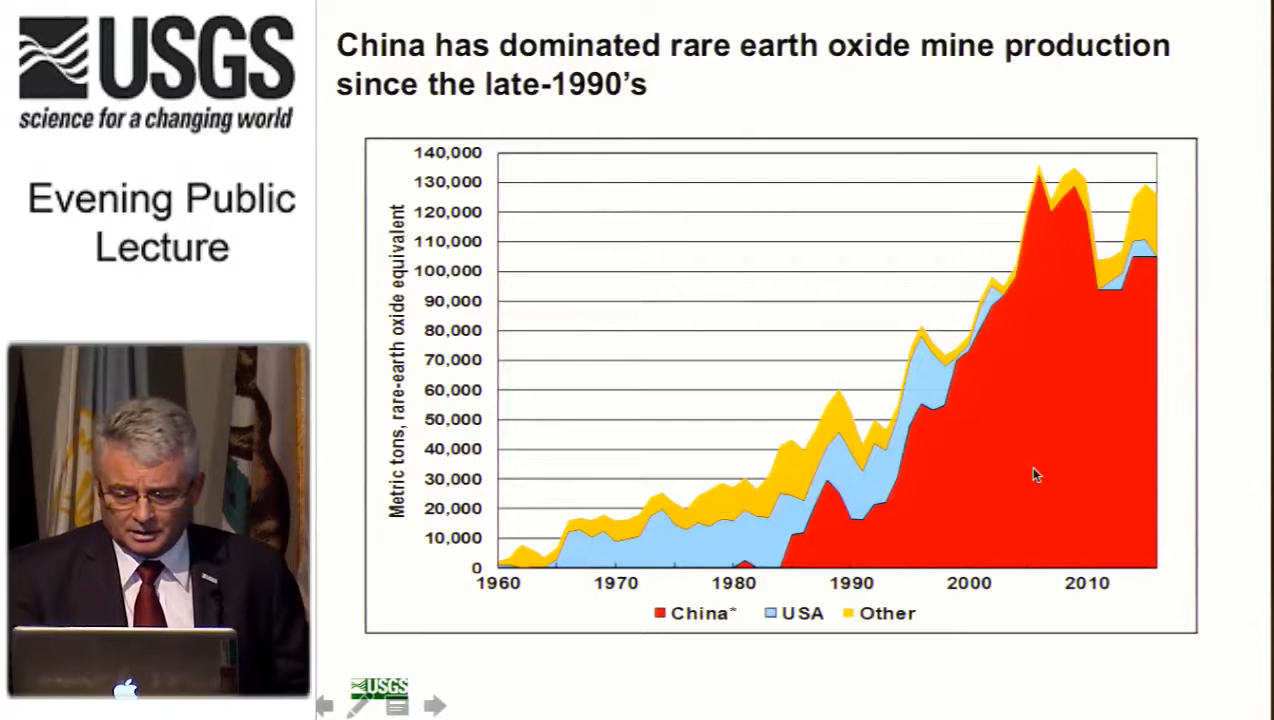 USGS
science for a changing world
Evening Public
Lecture
China has dominated rare earth oxide mine production
since the late-1990's
Metric tons, rare-earth oxide equivalent
140,000
130,000
120,000
110,000
100,000
90,000
80,000
70,000
60,000
50,000
40,000
30,000
20,000
10,000
0
1960 1970 1980 1990 2000 2010
China* USA Other
USGS